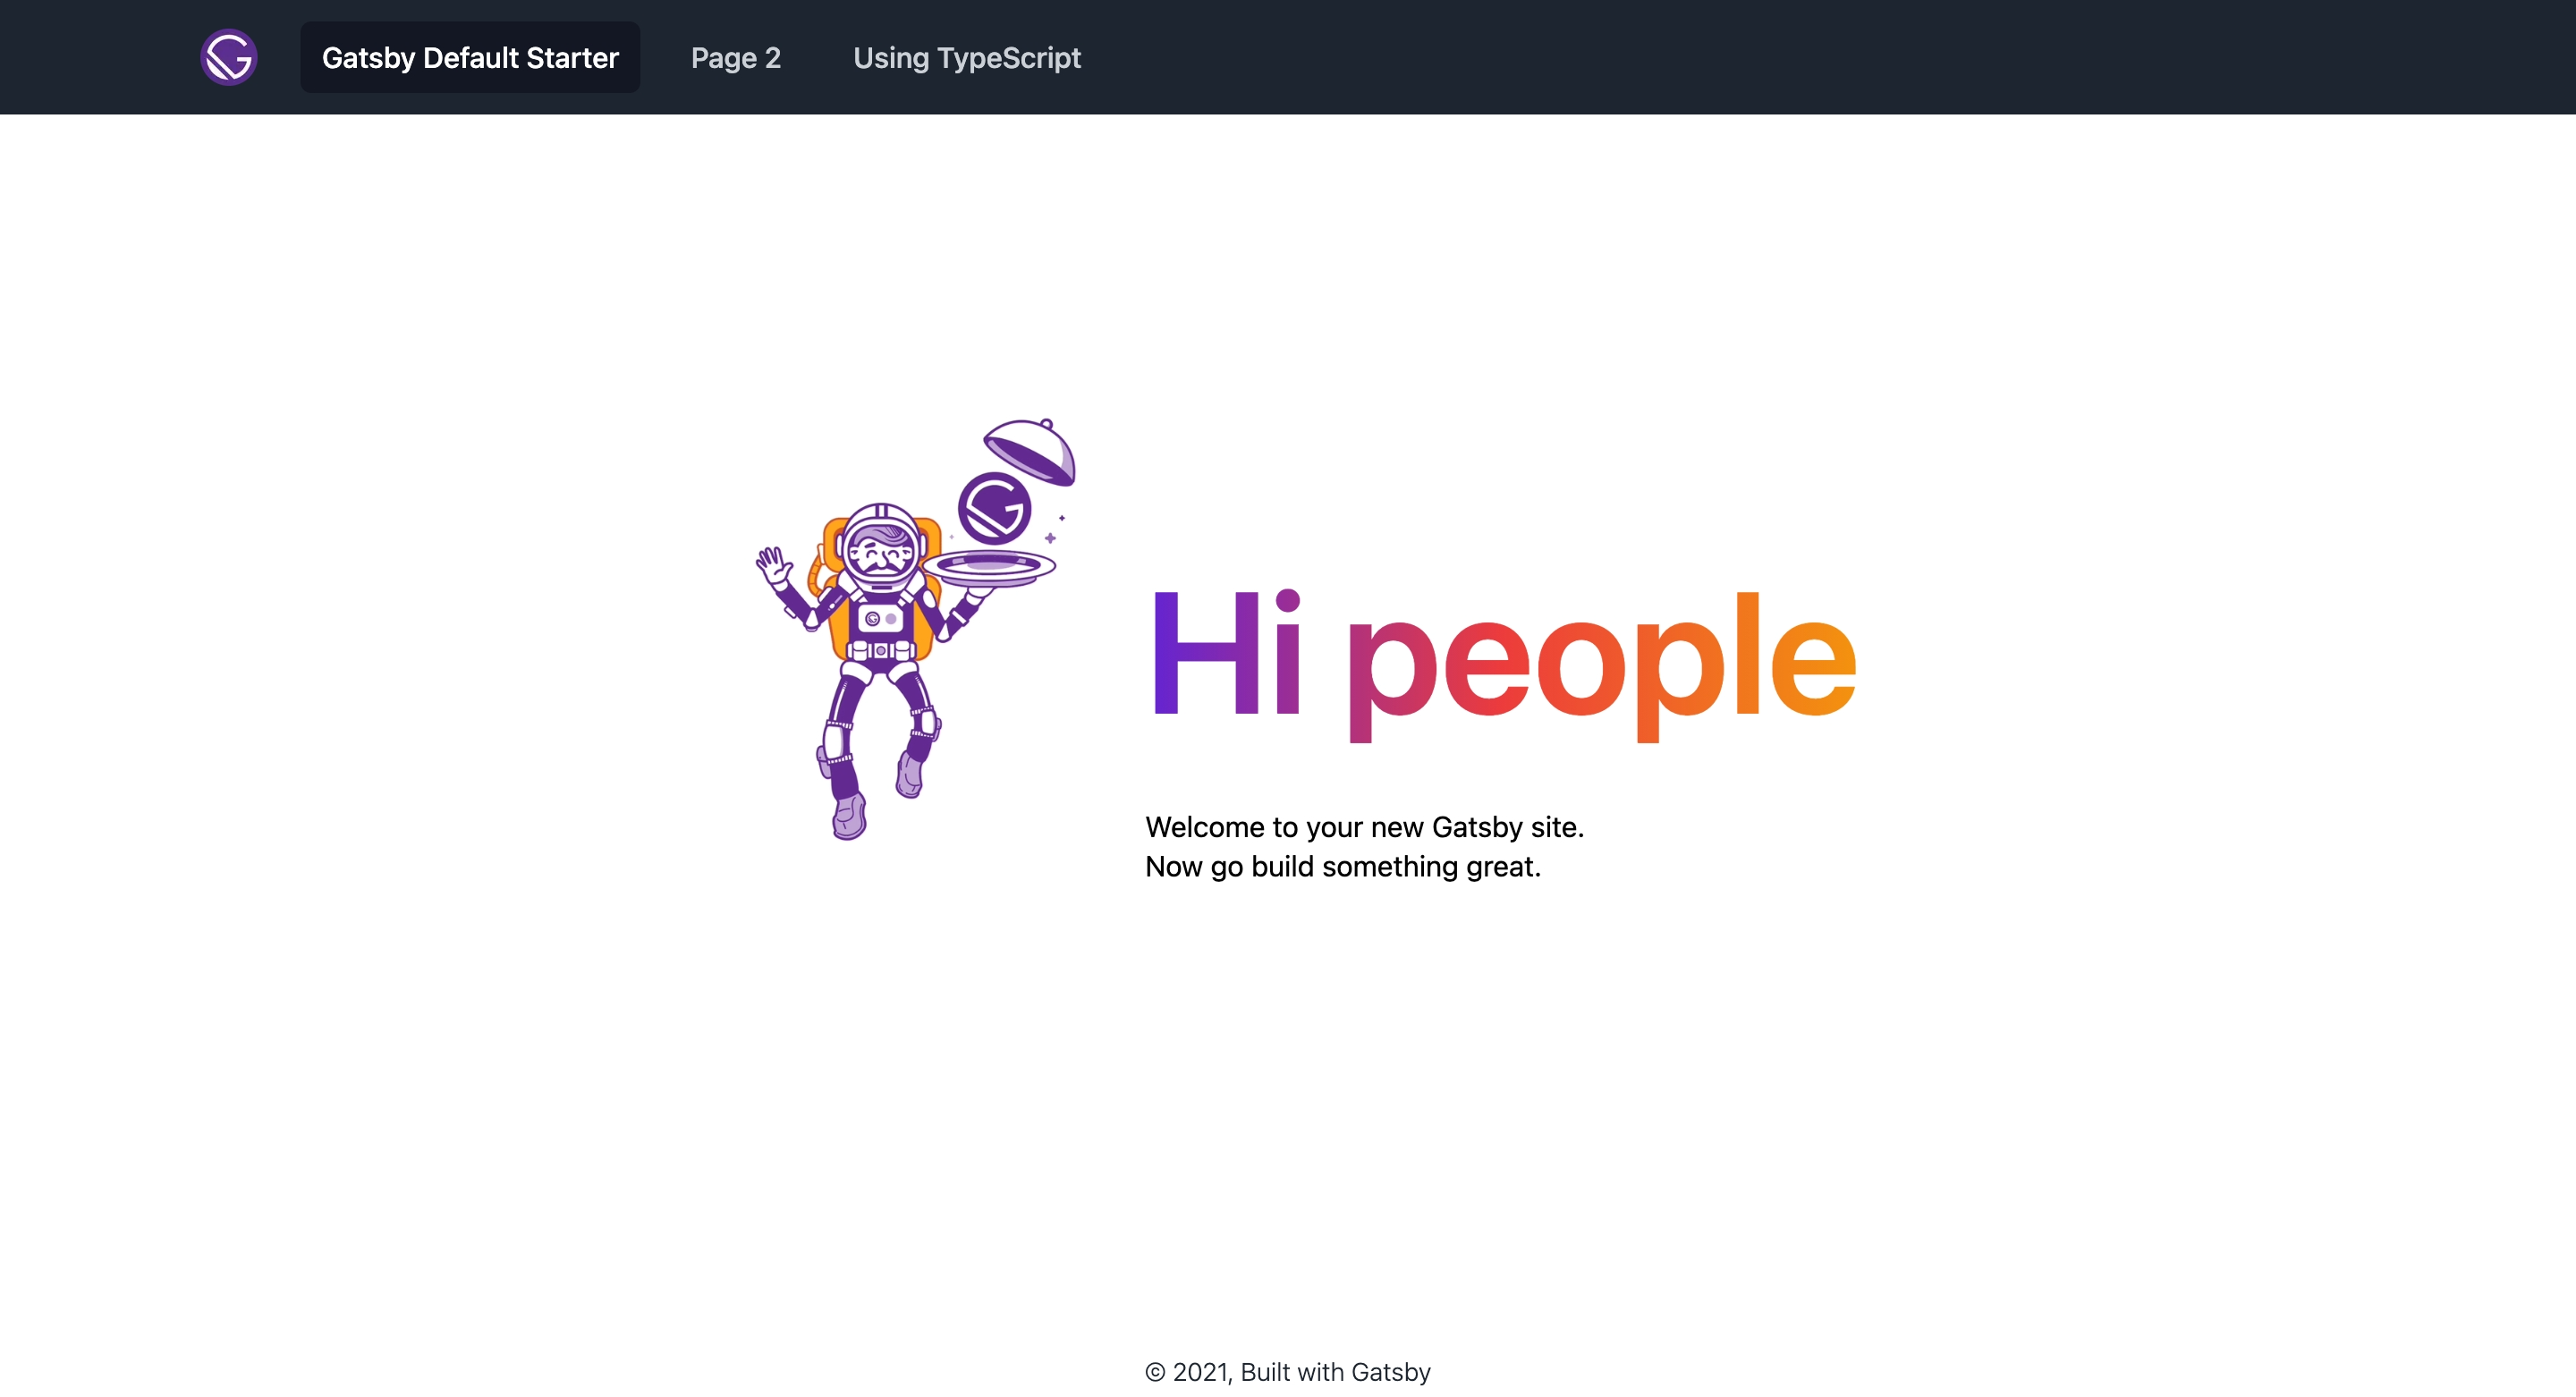 Gatsby Default Starter Page 2 Using TypeScript
Hi people
Welcome to your new Gatsby site.
Now go build something great.
© 2021, Built with Gatsby